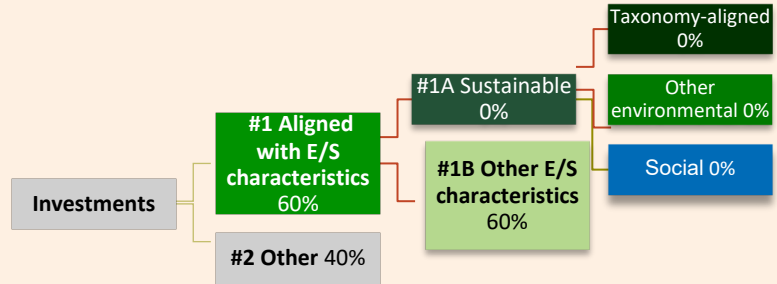 Investments
#1 Aligned
with E/S
characteristics
60%
#2 Other 40%
#1A Sustainable
0%
#1B Other E/S
characteristics
60%
Taxonomy-aligned
0%
Other
environmental 0%
Social 0%